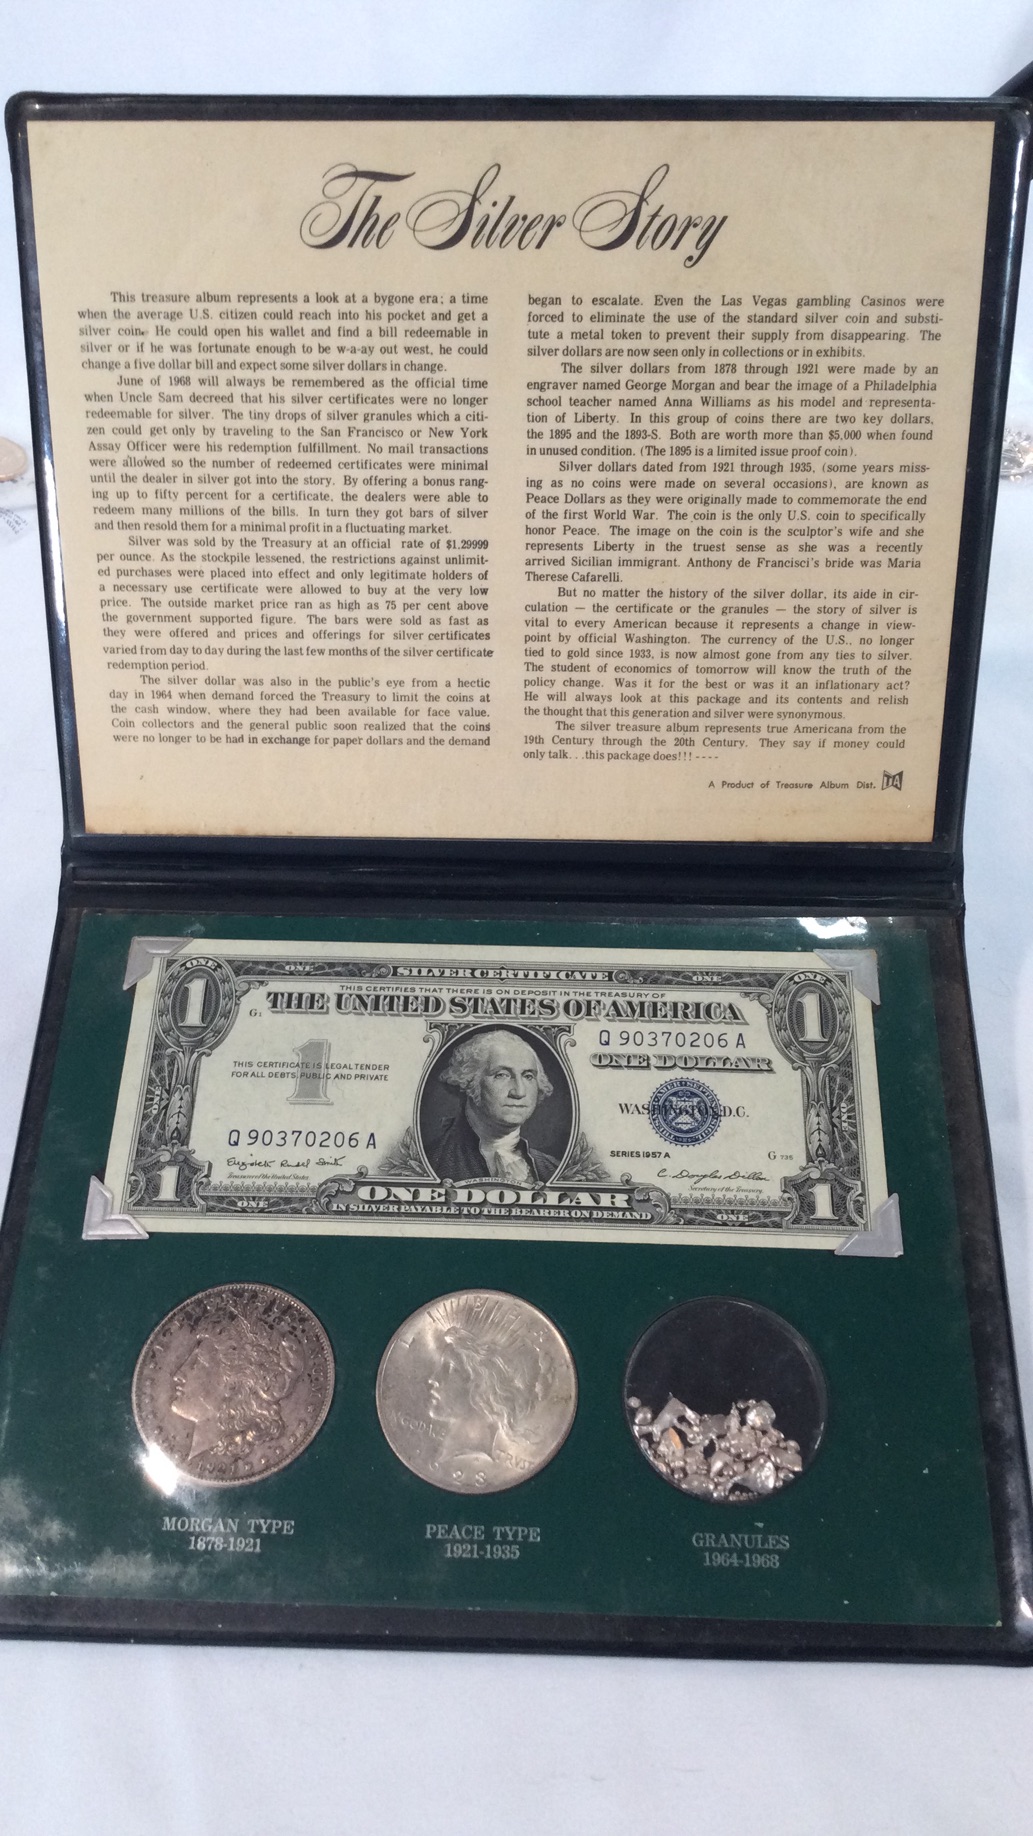 The Silver Story
This treasure album represents a look at a bygone era; a time
when the average U.S. citizen could reach into his pocket and get a
silver coin. He could open his wallet and find a bill redeemable in
silver or if he was fortunate enough to be w-a-ay out west, he could
change a five dollar bill and expect some silver dollars in change.
June of 1968 will always be remembered as the official time
when Uncle Sam decreed that his silver certificates were no longer
redeemable for silver. The tiny drops of silver granules which a citi-
zen could get only by traveling to the San Francisco or New York
Assay Officer were his redemption fulfillment. No mail transactions
were allowed so the number of redeemed certificates were minimal
until the dealer in silver got into the story. By offering a bonus rang-
ing up to fifty percent for a certificate, the dealers were able to
redeem many millions of the bills. In turn they got bars of silver
and then resold them for a minimal profit in a fluctuating market.
Silver was sold by the Treasury at an official rate of $1.29999
per ounce. As the stockpile lessened, the restrictions against unlimit-
ed purchases were placed into effect and only legitimate holders of
a necessary use certificate were allowed to buy at the very low
price. The outside market price ran as high as 75 per cent above
the government supported figure. The bars were sold as fast as
they were offered and prices and offerings for silver certificates
varied from day to day during the last few months of the silver certificate
redemption period.
The silver dollar was also in the public's eye from a hectic
day in 1964 when demand forced the Treasury to limit the coins at
the cash window, where they had been available for face value.
Coin collectors and the general public soon realized that the coins
were no longer to be had in exchange for paper dollars and the demand
began to escalate. Even the Las Vegas gambling Casinos were
forced to eliminate the use of the standard silver coin and substi-
tute a metal token to prevent their supply from disappearing. The
silver dollars are now seen only in collections or in exhibits.
The silver dollars from 1878 through 1921 were made by an
engraver named George Morgan and bear the image of a Philadelphia
school teacher named Anna Williams as his model and representa-
tion of Liberty. In this group of coins there are two key dollars,
the 1895 and the 1893-S. Both are worth more than $5,000 when found
in unused condition. (The 1895 is a limited issue proof coin).
Silver dollars dated from 1921 through 1935, (some years miss-
ing as no coins were made on several occasions), are known as
Peace Dollars as they were originally made to commemorate the end
of the first World War. The coin is the only U.S. coin to specifically
honor Peace. The image on the coin is the sculptor's wife and she
represents Liberty in the truest sense as she was a recently
arrived Sicilian immigrant. Anthony de Francisci's bride was Maria
Therese Cafarelli.
But no matter the history of the silver dollar, its aide in cir-
culation — the certificate or the granules — the story of silver is
vital to every American because it represents a change in view-
point by official Washington. The currency of the U.S., no longer
tied to gold since 1933, is now almost gone from any ties to silver.
The student of economics of tomorrow will know the truth of the
policy change. Was it for the best or was it an inflationary act?
He will always look at this package and its contents and relish
the thought that this generation and silver were synonymous.
The silver treasure album represents true Americana from the
19th Century through the 20th Century. They say if money could
only talk. . .this package does!!! - - - -
A Product of Treasure Album Dist. TA
ONE ONE SILVER CERTIFICATE ONE ONE
THIS CERTIFIES THAT THERE IS ON DEPOSIT IN THE TREASURY OF
1 THE UNITED STATES OF AMERICA 1
G1
Q 90370206 A
ONE DOLLAR
THIS CERTIFICATE IS LEGAL TENDER
FOR ALL DEBTS, PUBLIC AND PRIVATE
1
WASHINGTON, D.C.
Q 90370206 A
SERIES 1957 A
G 735
Elizabeth Rudel Smith
Treasurer of the United States
C. Douglas Dillon
Secretary of the Treasury
WASHINGTON
1 ONE DOLLAR 1
ONE IN SILVER PAYABLE TO THE BEARER ON DEMAND ONE
LIBERTY
IN GOD WE TRUST
1923
1921
MORGAN TYPE
1878-1921
PEACE TYPE
1921-1935
GRANULES
1964-1968